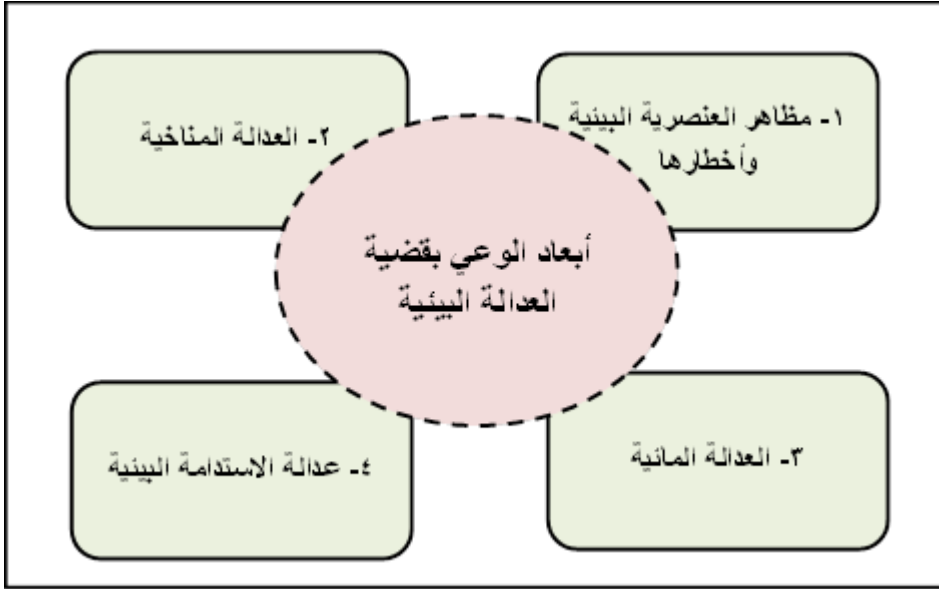 ١- مظاهر العنصرية البيئية
وأخطارها
٢- العدالة المناخية
أبعاد الوعي بقضية
العدالة البيئية
٣- العدالة المائية
٤- عدالة الاستدامة البيئية